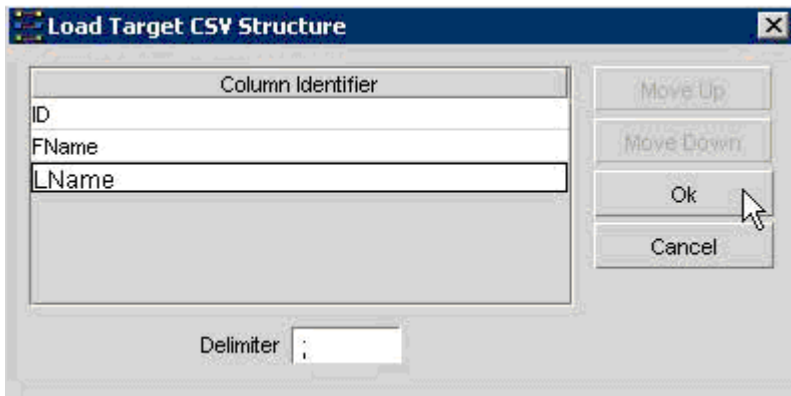 Load Target CSV Structure
Column Identifier
ID
FName
LName
Move Up
Move Down
Ok
Cancel
Delimiter ;